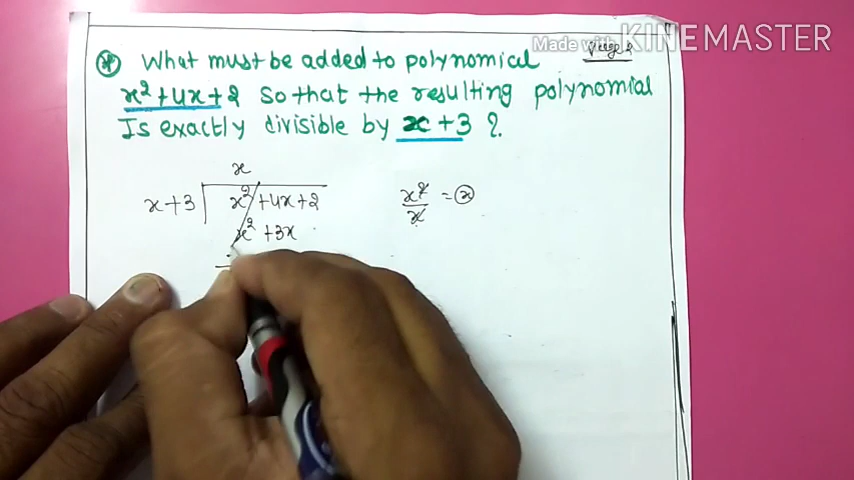 Made with KINEMASTER
What must be added to polynomial
x² + 4x + 2 so that the resulting polynomial
Is exactly divisible by x + 3 ?
x
x + 3 x² + 4x + 2 x²/x = x
x² + 3x